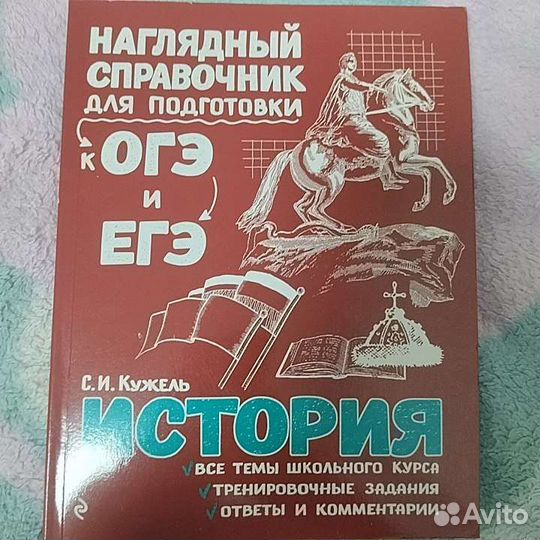 НАГЛЯДНЫЙ
СПРАВОЧНИК
ДЛЯ ПОДГОТОВКИ
К ОГЭ
И
ЕГЭ
С.И. КУЖЕЛЬ
ИСТОРИЯ
ВСЕ ТЕМЫ ШКОЛЬНОГО КУРСА
ТРЕНИРОВОЧНЫЕ ЗАДАНИЯ
ОТВЕТЫ И КОММЕНТАРИИ
Avito